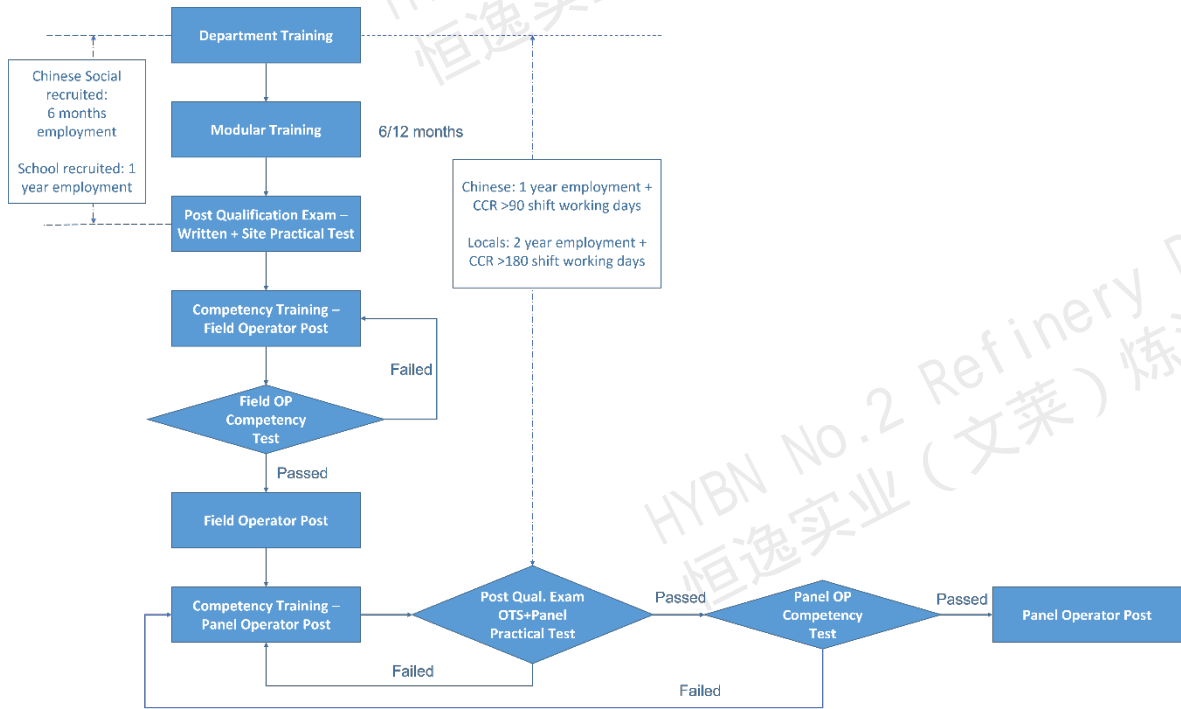 Department Training
Chinese Social
recruited:
6 months
employment
School recruited: 1
year employment
Modular Training
6/12 months
Chinese: 1 year employment +
CCR >90 shift working days
Locals: 2 year employment +
CCR >180 shift working days
Post Qualification Exam –
Written + Site Practical Test
Competency Training –
Field Operator Post
Failed
Field OP
Competency
Test
Passed
Field Operator Post
Competency Training –
Panel Operator Post
Post Qual. Exam
OTS+Panel
Practical Test
Passed
Panel OP
Competency
Test
Passed
Panel Operator Post
Failed
Failed
HYBN No.2 Refinery
恒逸实业（文莱）炼
恒逸实